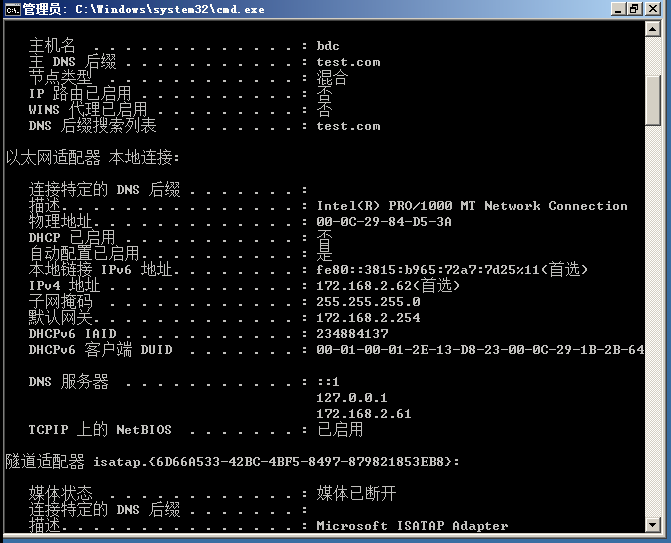 管理员: C:\Windows\system32\cmd.exe
主机名 . . . . . . . . . . . . . : bdc
主 DNS 后缀 . . . . . . . . . . . : test.com
节点类型 . . . . . . . . . . . . : 混合
IP 路由已启用 . . . . . . . . . . : 否
WINS 代理已启用 . . . . . . . . . : 否
DNS 后缀搜索列表 . . . . . . . . : test.com
以太网适配器 本地连接:
连接特定的 DNS 后缀 . . . . . . . :
描述. . . . . . . . . . . . . . . : Intel(R) PRO/1000 MT Network Connection
物理地址. . . . . . . . . . . . . : 00-0C-29-84-D5-3A
DHCP 已启用 . . . . . . . . . . . : 否
自动配置已启用. . . . . . . . . . : 是
本地链接 IPv6 地址. . . . . . . . : fe80::3815:b965:72a7:7d25%11(首选)
IPv4 地址 . . . . . . . . . . . . : 172.168.2.62(首选)
子网掩码 . . . . . . . . . . . . : 255.255.255.0
默认网关. . . . . . . . . . . . . : 172.168.2.254
DHCPv6 IAID . . . . . . . . . . . : 234884137
DHCPv6 客户端 DUID . . . . . . . : 00-01-00-01-2E-13-D8-23-00-0C-29-1B-2B-64
DNS 服务器 . . . . . . . . . . . : ::1
127.0.0.1
172.168.2.61
TCPIP 上的 NetBIOS . . . . . . . : 已启用
隧道适配器 isatap.{6D66A533-42BC-4BF5-8497-879821853EB8}:
媒体状态 . . . . . . . . . . . . : 媒体已断开
连接特定的 DNS 后缀 . . . . . . . :
描述. . . . . . . . . . . . . . . : Microsoft ISATAP Adapter